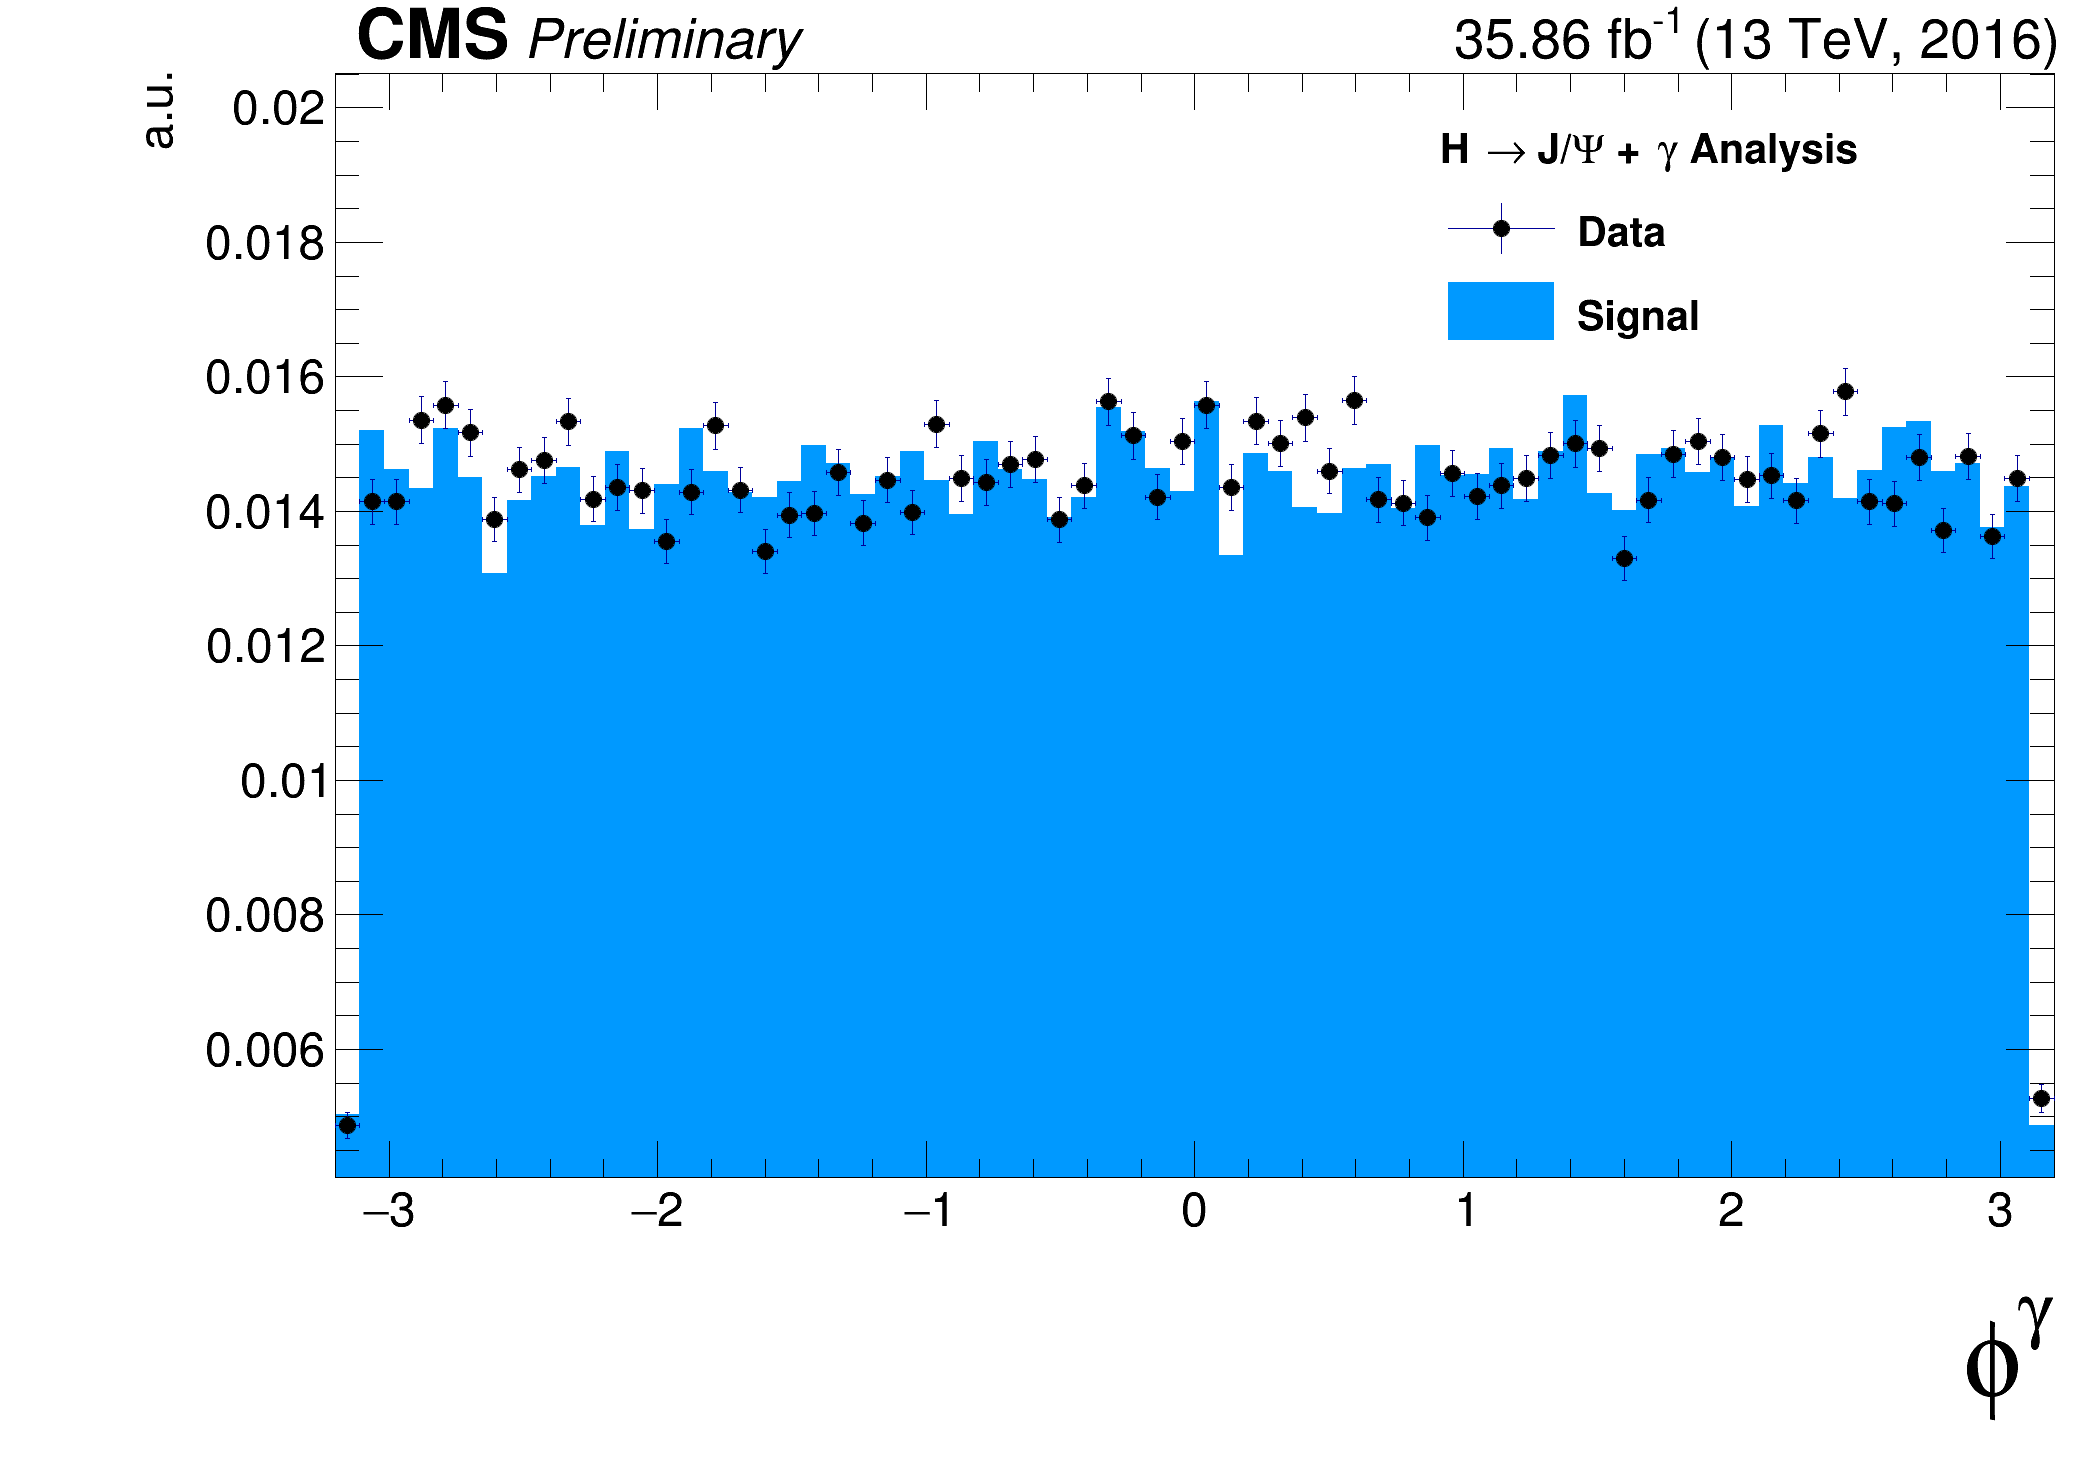 CMS Preliminary
35.86 fb⁻¹ (13 TeV, 2016)
a.u.
H → J/Ψ + γ Analysis
Data
Signal
0.02
0.018
0.016
0.014
0.012
0.01
0.008
0.006
−3 −2 −1 0 1 2 3
ϕ^γ